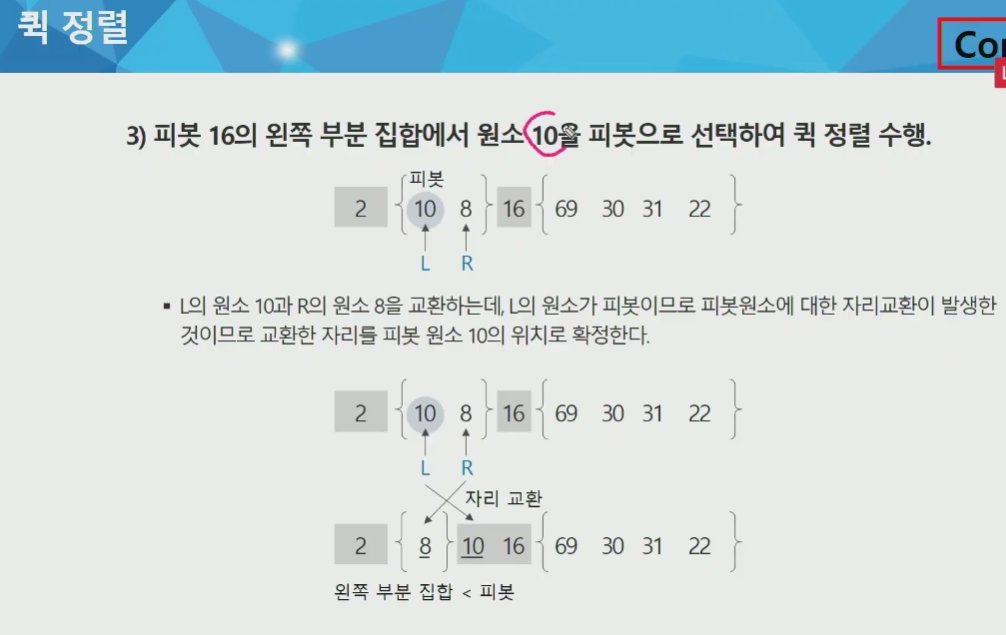 퀵 정렬
3) 피봇 16의 왼쪽 부분 집합에서 원소 10을 피봇으로 선택하여 퀵 정렬 수행.
피봇
2 { 10 8 } 16 { 69 30 31 22 }
L R
▪ L의 원소 10과 R의 원소 8을 교환하는데, L의 원소가 피봇이므로 피봇원소에 대한 자리교환이 발생한
것이므로 교환한 자리를 피봇 원소 10의 위치로 확정한다.
2 { 10 8 } 16 { 69 30 31 22 }
L R
자리 교환
2 { 8 } 10 16 { 69 30 31 22 }
왼쪽 부분 집합 < 피봇